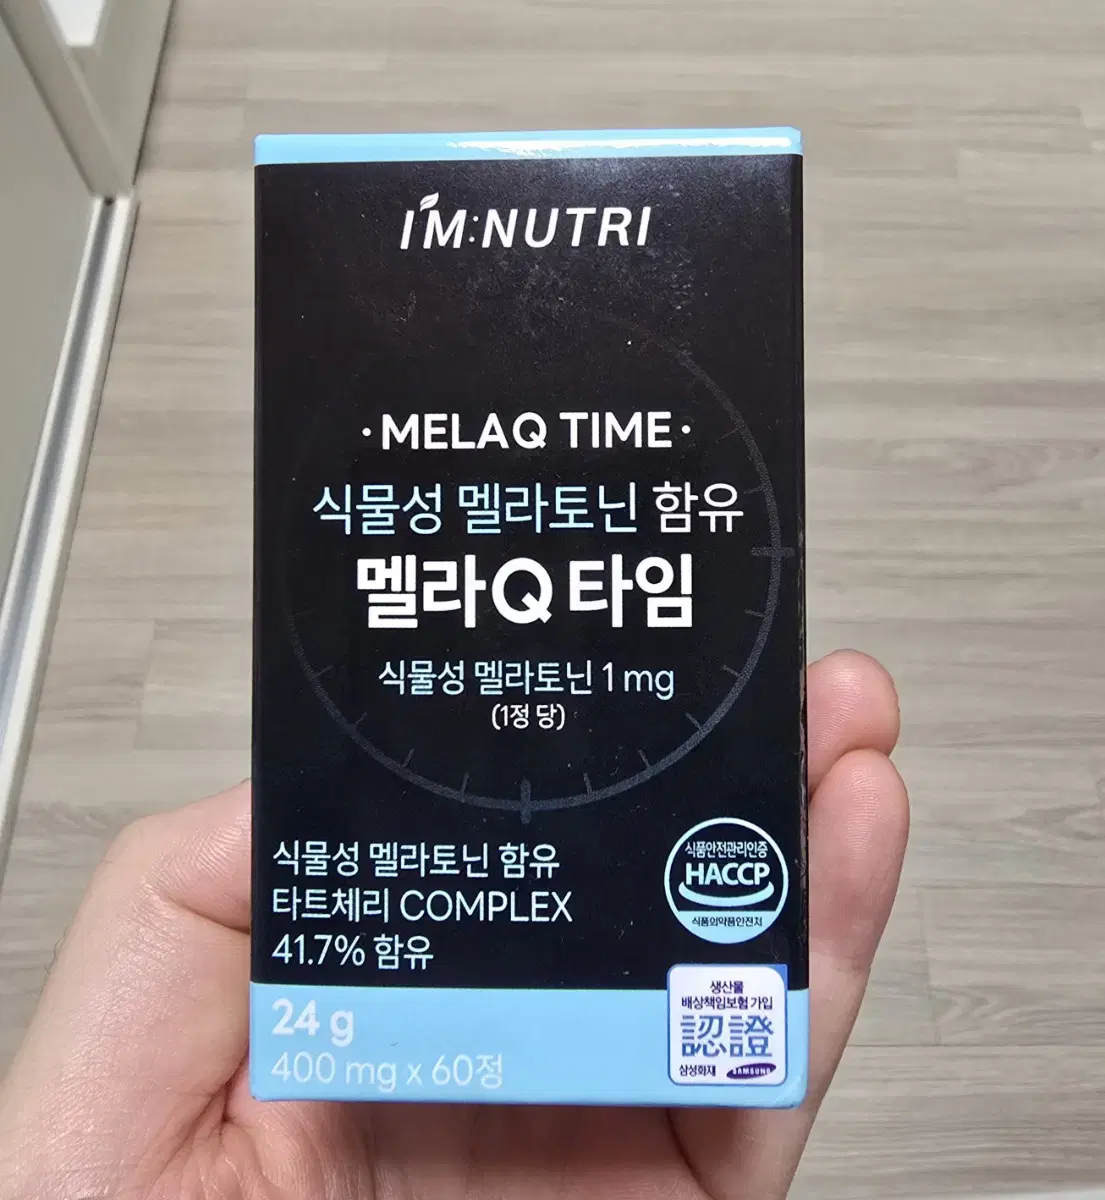 I'M:NUTRI
·MELAQ TIME·
식물성 멜라토닌 함유
멜라Q타임
식물성 멜라토닌 1 mg
(1정 당)
식물성 멜라토닌 함유
타트체리 COMPLEX
41.7% 함유
식품안전관리인증
HACCP
식품의약품안전처
24 g
400 mg x 60정
생산물
배상책임보험 가입
認證
삼성화재 SAMSUNG